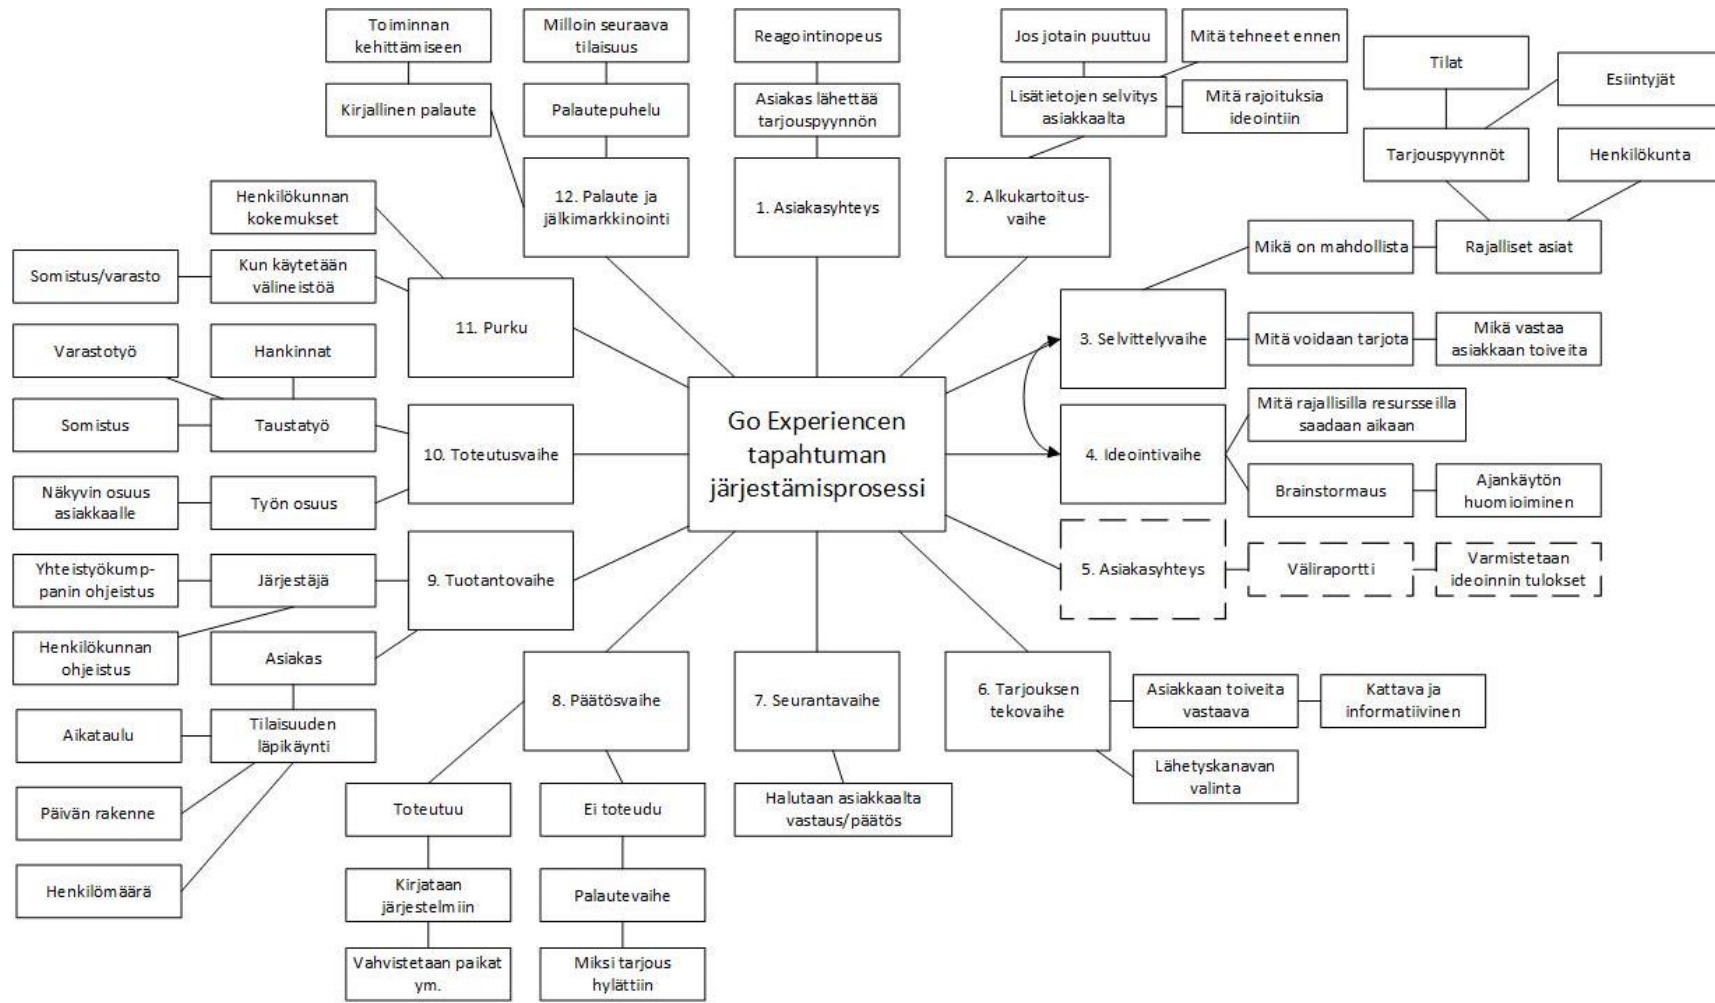 Toiminnan
kehittämiseen
Milloin seuraava
tilaisuus
Reagointinopeus
Jos jotain puuttuu
Mitä tehneet ennen
Tilat
Esiintyjät
Kirjallinen palaute
Palautepuhelu
Asiakas lähettää
tarjouspyynnön
Lisätietojen selvitys
asiakkaalta
Mitä rajoituksia
ideointiin
Tarjouspyynnöt
Henkilökunta
Henkilökunnan
kokemukset
12. Palaute ja
jälkimarkkinointi
1. Asiakasyhteys
2. Alkukartoitus-
vaihe
Mikä on mahdollista
Rajalliset asiat
Somistus/varasto
Kun käytetään
välineistöä
11. Purku
3. Selvittelyvaihe
Mitä voidaan tarjota
Mikä vastaa
asiakkaan toiveita
Varastotyö
Hankinnat
Go Experiencen
tapahtuman
järjestämisprosessi
Mitä rajallisilla resursseilla
saadaan aikaan
Somistus
Taustatyö
10. Toteutusvaihe
4. Ideointivaihe
Brainstormaus
Ajankäytön
huomioiminen
Näkyvin osuus
asiakkaalle
Työn osuus
Yhteistyökump-
panin ohjeistus
Järjestäjä
9. Tuotantovaihe
5. Asiakasyhteys
Väliraportti
Varmistetaan
ideoinnin tulokset
Henkilökunnan
ohjeistus
Asiakas
8. Päätösvaihe
7. Seurantavaihe
6. Tarjouksen
tekovaihe
Asiakkaan toiveita
vastaava
Kattava ja
informatiivinen
Aikataulu
Tilaisuuden
läpikäynti
Lähetyskanavan
valinta
Päivän rakenne
Toteutuu
Ei toteudu
Halutaan asiakkaalta
vastaus/päätös
Henkilömäärä
Kirjataan
järjestelmiin
Palautevaihe
Vahvistetaan paikat
ym.
Miksi tarjous
hylättiin